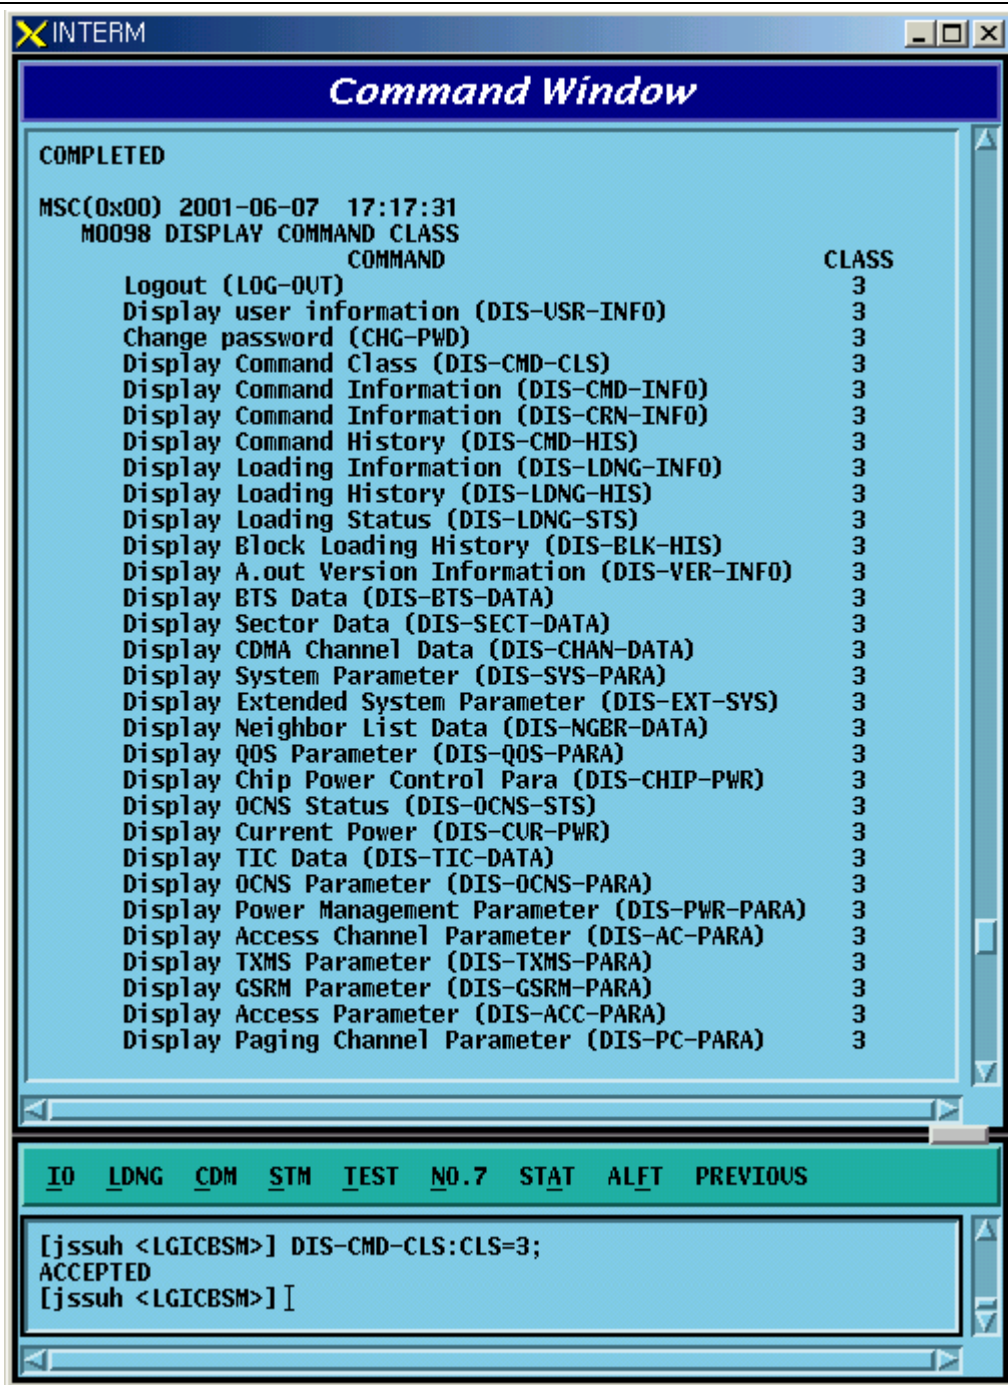 INTERM
Command Window
COMPLETED
MSC(0x00) 2001-06-07 17:17:31
M0098 DISPLAY COMMAND CLASS
COMMAND CLASS
Logout (LOG-OUT) 3
Display user information (DIS-USR-INFO) 3
Change password (CHG-PWD) 3
Display Command Class (DIS-CMD-CLS) 3
Display Command Information (DIS-CMD-INFO) 3
Display Command Information (DIS-CRN-INFO) 3
Display Command History (DIS-CMD-HIS) 3
Display Loading Information (DIS-LDNG-INFO) 3
Display Loading History (DIS-LDNG-HIS) 3
Display Loading Status (DIS-LDNG-STS) 3
Display Block Loading History (DIS-BLK-HIS) 3
Display A.out Version Information (DIS-VER-INFO) 3
Display BTS Data (DIS-BTS-DATA) 3
Display Sector Data (DIS-SECT-DATA) 3
Display CDMA Channel Data (DIS-CHAN-DATA) 3
Display System Parameter (DIS-SYS-PARA) 3
Display Extended System Parameter (DIS-EXT-SYS) 3
Display Neighbor List Data (DIS-NGBR-DATA) 3
Display QOS Parameter (DIS-QOS-PARA) 3
Display Chip Power Control Para (DIS-CHIP-PWR) 3
Display OCNS Status (DIS-OCNS-STS) 3
Display Current Power (DIS-CUR-PWR) 3
Display TIC Data (DIS-TIC-DATA) 3
Display OCNS Parameter (DIS-OCNS-PARA) 3
Display Power Management Parameter (DIS-PWR-PARA) 3
Display Access Channel Parameter (DIS-AC-PARA) 3
Display TXMS Parameter (DIS-TXMS-PARA) 3
Display GSRM Parameter (DIS-GSRM-PARA) 3
Display Access Parameter (DIS-ACC-PARA) 3
Display Paging Channel Parameter (DIS-PC-PARA) 3
IO LDNG CDM STM TEST NO.7 STAT ALFT PREVIOUS
[jssuh <LGICBSM>] DIS-CMD-CLS:CLS=3;
ACCEPTED
[jssuh <LGICBSM>]